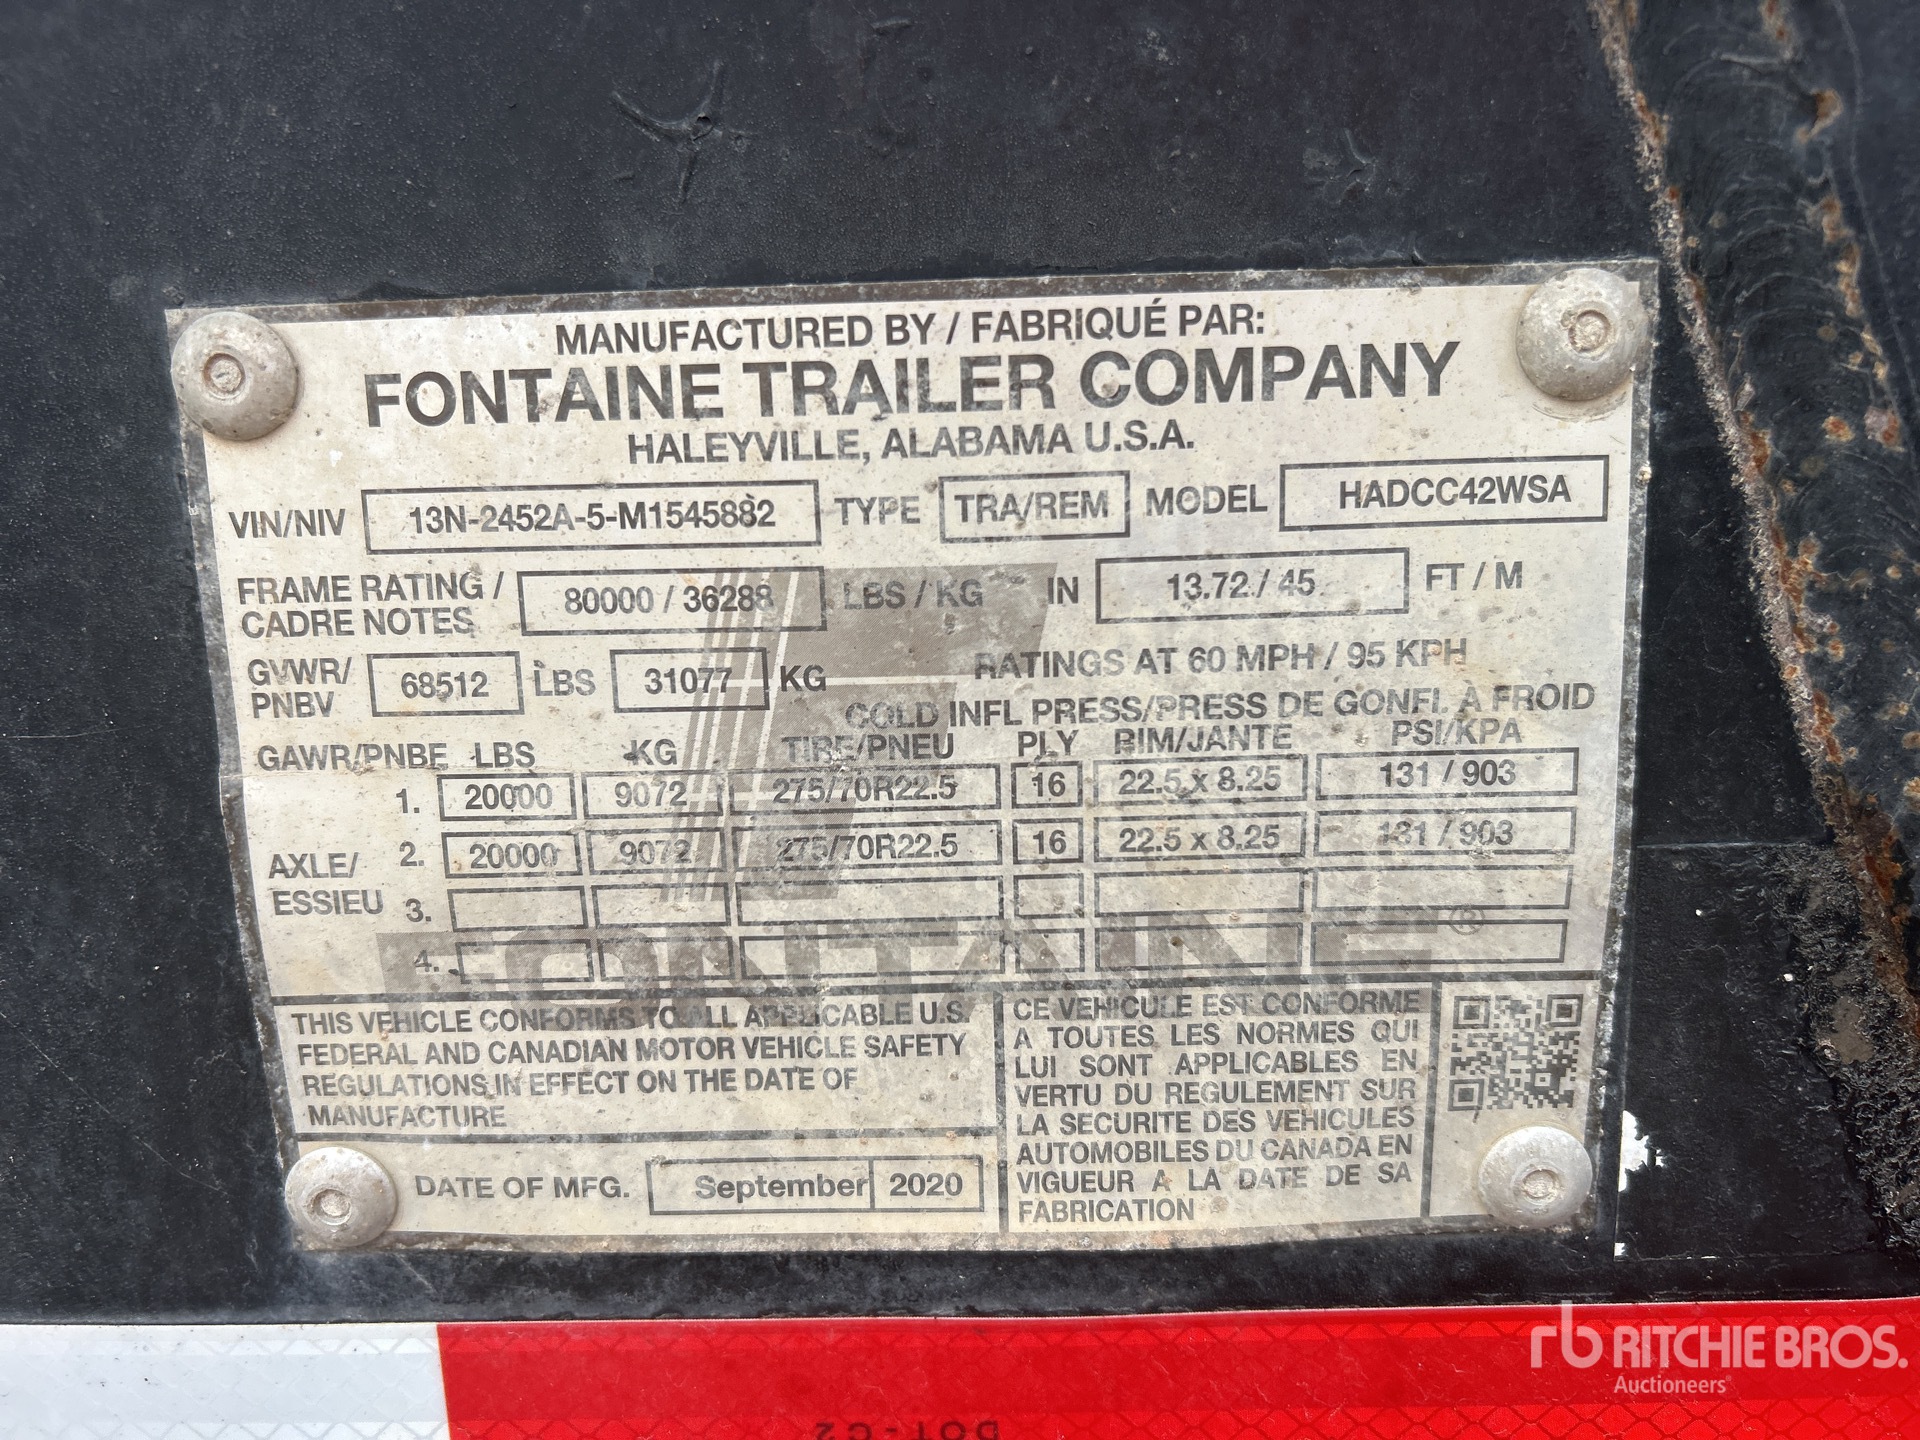 MANUFACTURED BY / FABRIQUÉ PAR:
FONTAINE TRAILER COMPANY
HALEYVILLE, ALABAMA U.S.A.
VIN/NIV 13N-2452A-5-M1545882 TYPE TRA/REM MODEL HADCC42WSA
FRAME RATING / CADRE NOTES 80000 / 36288 LBS / KG IN 13.72 / 45 FT / M
GVWR/ PNBV 68512 LBS 31077 KG RATINGS AT 60 MPH / 95 KPH
COLD INFL PRESS/PRESS DE GONFL À FROID
GAWR/PNBE LBS KG TIRE/PNEU PLY RIM/JANTE PSI/KPA
1. 20000 9072 275/70R22.5 16 22.5 x 8.25 131 / 903
AXLE/ ESSIEU 2. 20000 9072 275/70R22.5 16 22.5 x 8.25 131 / 903
3.
4.
FONTAINE®
THIS VEHICLE CONFORMS TO ALL APPLICABLE U.S.
FEDERAL AND CANADIAN MOTOR VEHICLE SAFETY
REGULATIONS IN EFFECT ON THE DATE OF
MANUFACTURE
DATE OF MFG. September 2020
CE VEHICULE EST CONFORME
A TOUTES LES NORMES QUI
LUI SONT APPLICABLES EN
VERTU DU REGULEMENT SUR
LA SECURITE DES VEHICULES
AUTOMOBILES DU CANADA EN
VIGUEUR A LA DATE DE SA
FABRICATION
DOT-C2
rb RITCHIE BROS.
Auctioneers